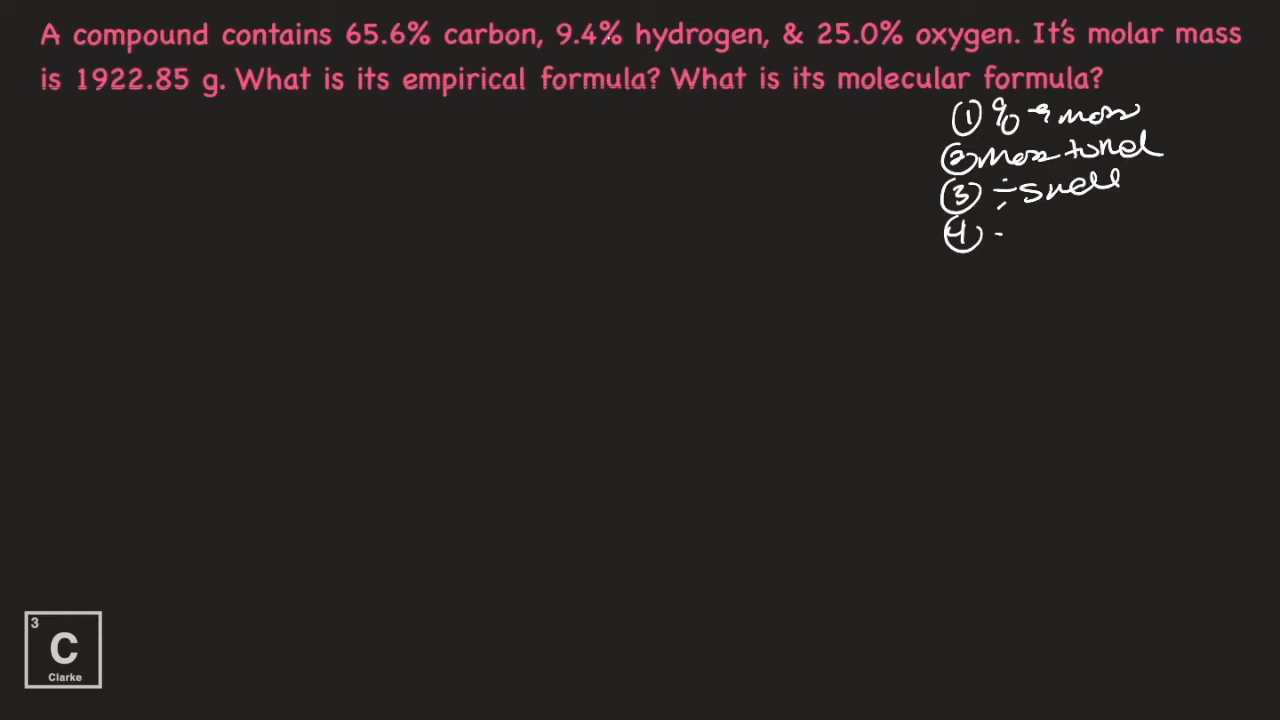 A compound contains 65.6% carbon, 9.4% hydrogen, & 25.0% oxygen. It's molar mass
is 1922.85 g. What is its empirical formula? What is its molecular formula?
① % → mass
② mass to mol
③ ÷ small
④ -
3
C
Clarke